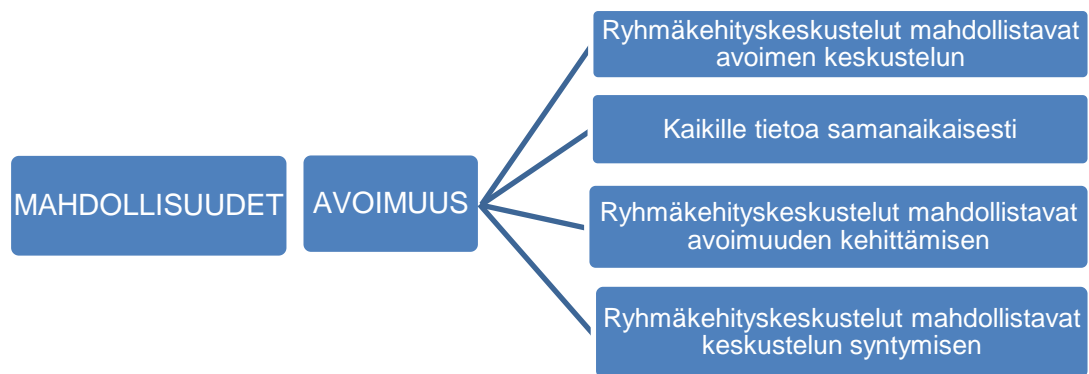 MAHDOLLISUUDET
AVOIMUUS
Ryhmäkehityskeskustelut mahdollistavat
avoimen keskustelun
Kaikille tietoa samanaikaisesti
Ryhmäkehityskeskustelut mahdollistavat
avoimuuden kehittämisen
Ryhmäkehityskeskustelut mahdollistavat
keskustelun syntymisen